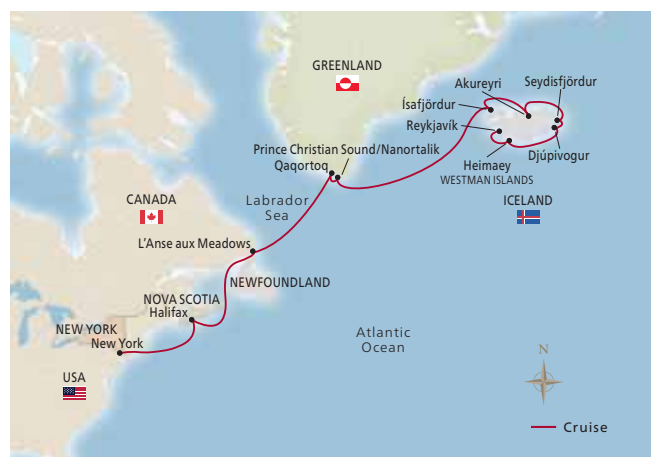 GREENLAND
Akureyri
Seydisfjördur
Ísafjördur
Reykjavík
Heimaey
WESTMAN ISLANDS
Djúpivogur
ICELAND
Prince Christian Sound/Nanortalik
Qaqortoq
Labrador
Sea
CANADA
L'Anse aux Meadows
NEWFOUNDLAND
NOVA SCOTIA
Halifax
NEW YORK
New York
USA
Atlantic
Ocean
N
Cruise